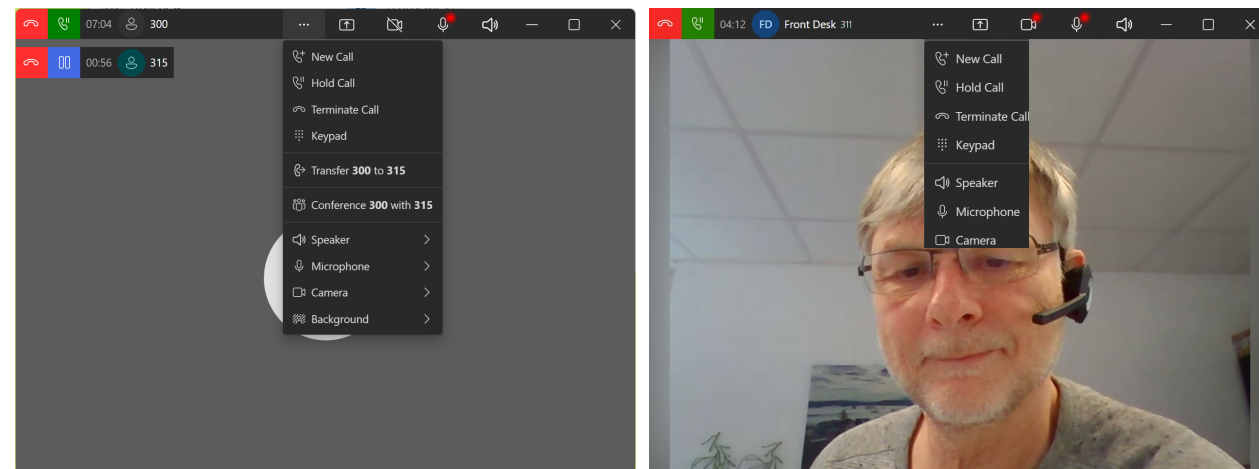 07:04 300
00:56 315
New Call
Hold Call
Terminate Call
Keypad
Transfer 300 to 315
Conference 300 with 315
Speaker
Microphone
Camera
Background
04:12 FD Front Desk 311
New Call
Hold Call
Terminate Call
Keypad
Speaker
Microphone
Camera